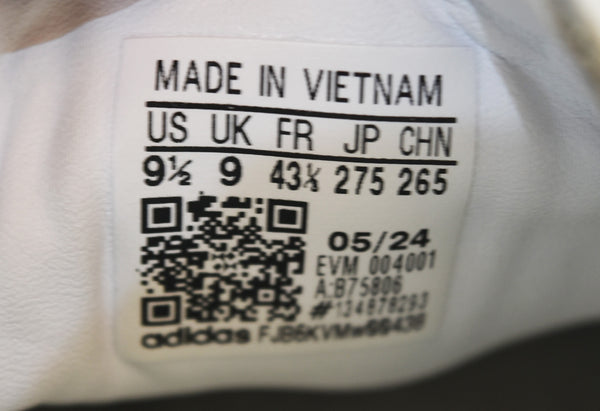 MADE IN VIETNAM
US UK FR JP CHN
9½ 9 43⅓ 275 265
05/24
EVM 004001
A:B75806
#134878293
adidas